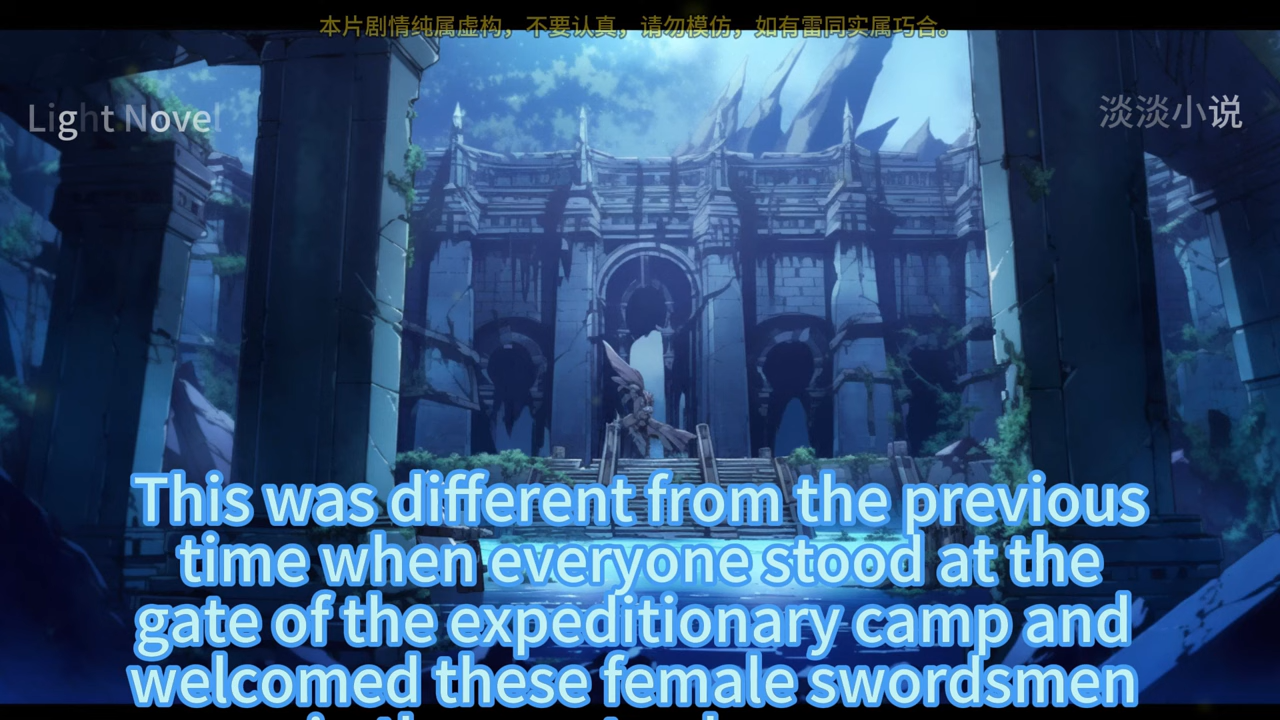 本片剧情纯属虚构，不要认真，请勿模仿，如有雷同实属巧合。
Light Novel
淡淡小说
This was different from the previous
time when everyone stood at the
gate of the expeditionary camp and
welcomed these female swordsmen